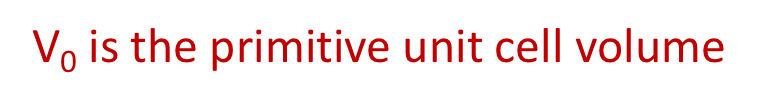 V₀ is the primitive unit cell volume